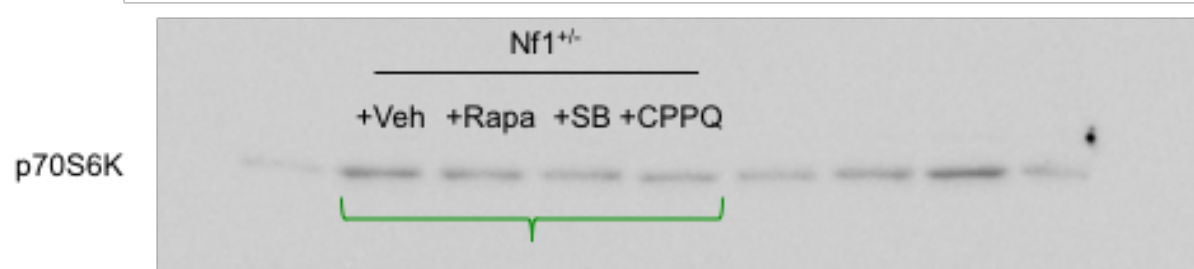 Nf1+/-
+Veh +Rapa +SB +CPPQ
p70S6K